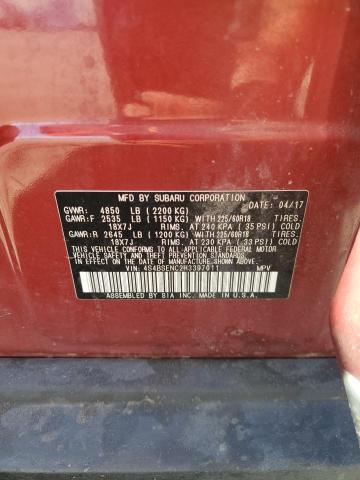 MFD BY SUBARU CORPORATION
GVWR: 4850 LB (2200 KG) DATE: 04/17
GAWR:F 2535 LB (1150 KG) WITH 225/60R18 TIRES.
18X7J RIMS. AT 240 KPA (35 PSI) COLD
GAWR:R 2645 LB (1200 KG) WITH 225/60R18 TIRES.
18X7J RIMS. AT 230 KPA (33 PSI) COLD
THIS VEHICLE CONFORMS TO ALL APPLICABLE FEDERAL MOTOR
VEHICLE SAFETY, BUMPER, AND THEFT PREVENTION STANDARDS
IN EFFECT ON THE DATE OF MANUFACTURE SHOWN ABOVE.
VIN: 4S4BSENC2H3397011 MPV
ASSEMBLED BY SIA INC. IN U.S.A.